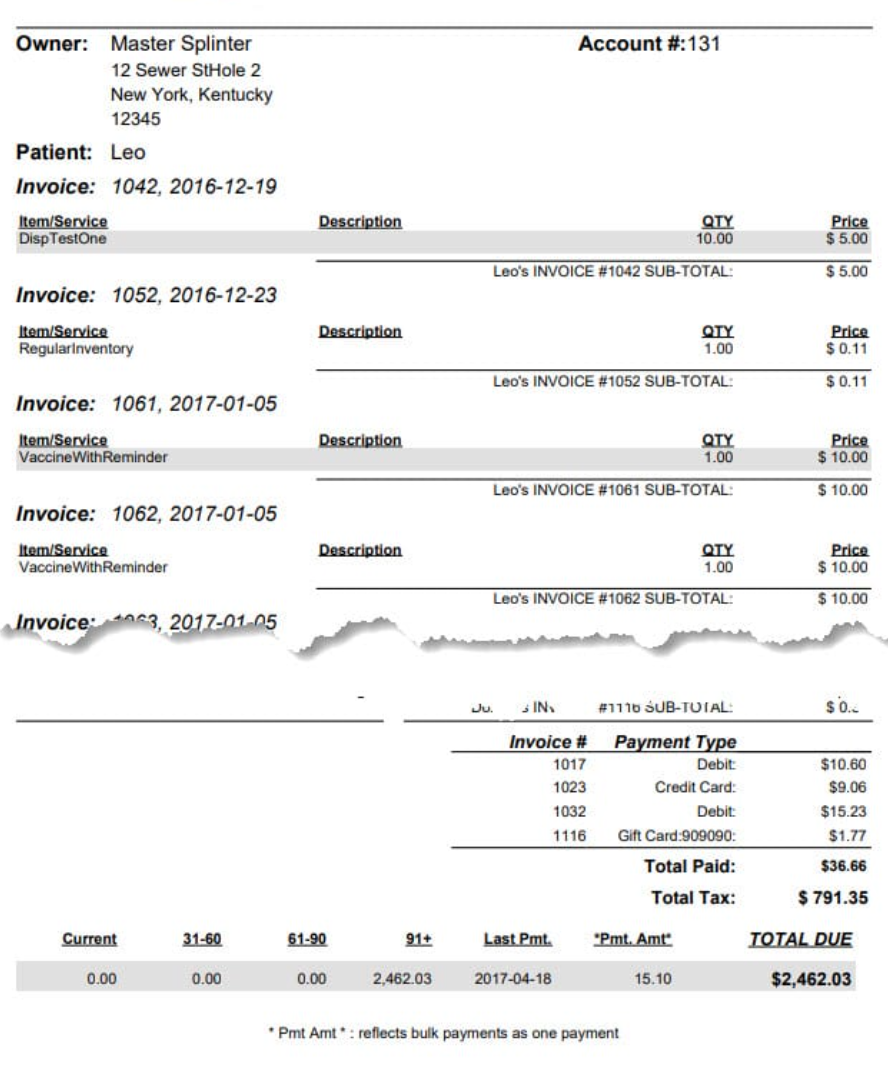 Owner: Master Splinter Account #:131
12 Sewer StHole 2
New York, Kentucky
12345
Patient: Leo
Invoice: 1042, 2016-12-19
Item/Service Description QTY Price
DispTestOne 10.00 $ 5.00
Leo's INVOICE #1042 SUB-TOTAL: $ 5.00
Invoice: 1052, 2016-12-23
Item/Service Description QTY Price
RegularInventory 1.00 $ 0.11
Leo's INVOICE #1052 SUB-TOTAL: $ 0.11
Invoice: 1061, 2017-01-05
Item/Service Description QTY Price
VaccineWithReminder 1.00 $ 10.00
Leo's INVOICE #1061 SUB-TOTAL: $ 10.00
Invoice: 1062, 2017-01-05
Item/Service Description QTY Price
VaccineWithReminder 1.00 $ 10.00
Leo's INVOICE #1062 SUB-TOTAL: $ 10.00
Invoice: 2017-01-05
#1116 SUB-TOTAL:
Invoice # Payment Type
1017 Debit: $10.60
1023 Credit Card: $9.06
1032 Debit: $15.23
1116 Gift Card:909090: $1.77
Total Paid: $36.66
Total Tax: $ 791.35
Current 31-60 61-90 91+ Last Pmt. *Pmt. Amt* TOTAL DUE
0.00 0.00 0.00 2,462.03 2017-04-18 15.10 $2,462.03
* Pmt Amt * : reflects bulk payments as one payment